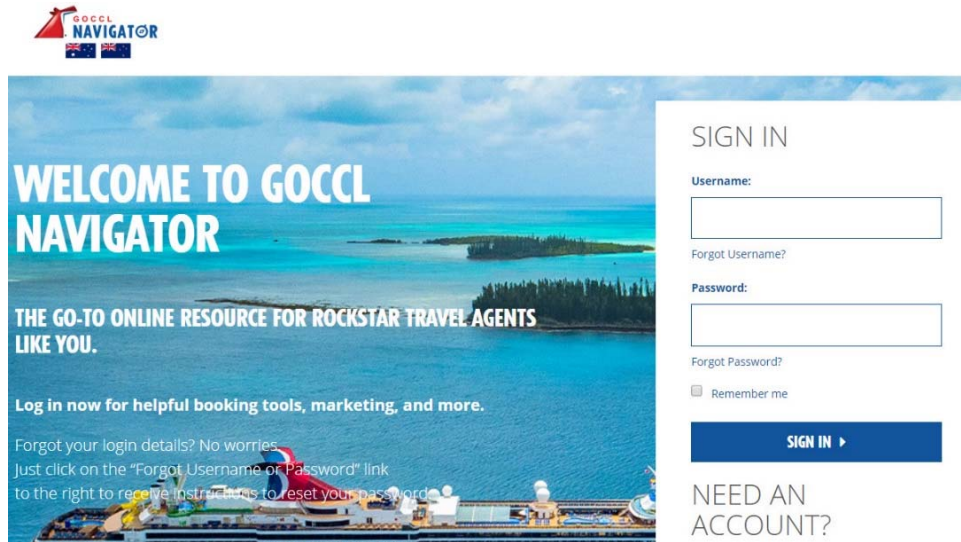 GOCCL
NAVIGATOR
WELCOME TO GOCCL
NAVIGATOR
THE GO-TO ONLINE RESOURCE FOR ROCKSTAR TRAVEL AGENTS
LIKE YOU.
Log in now for helpful booking tools, marketing, and more.
Forgot your login details? No worries.
Just click on the “Forgot Username or Password” link
to the right to receive instructions to reset your password.
SIGN IN
Username:
Forgot Username?
Password:
Forgot Password?
Remember me
SIGN IN
NEED AN
ACCOUNT?